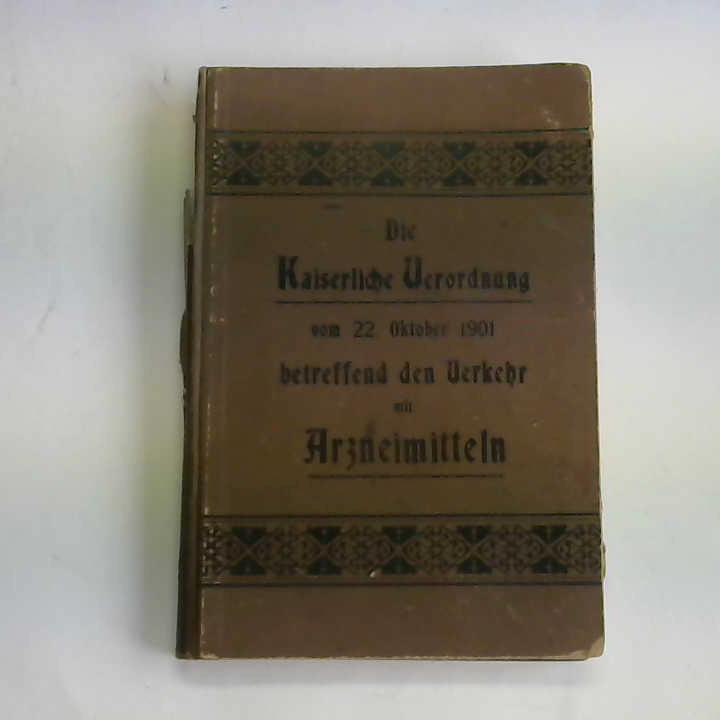 Die
Kaiserliche Verordnung
vom 22. Oktober 1901
betreffend den Verkehr
mit
Arzneimitteln